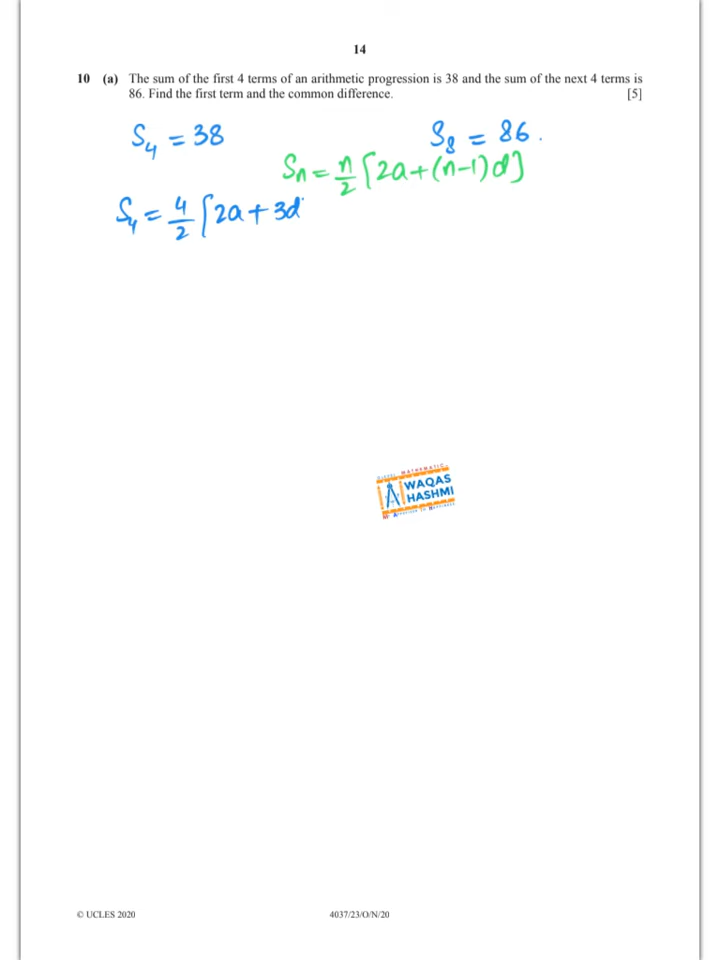 14
10 (a) The sum of the first 4 terms of an arithmetic progression is 38 and the sum of the next 4 terms is
86. Find the first term and the common difference. [5]
S₄ = 38 S₈ = 86 .
Sn = n/2 [2a+(n-1)d]
S₄ = 4/2 [2a + 3d
MATHEMATIC
WAQAS
HASHMI
© UCLES 2020 4037/23/O/N/20